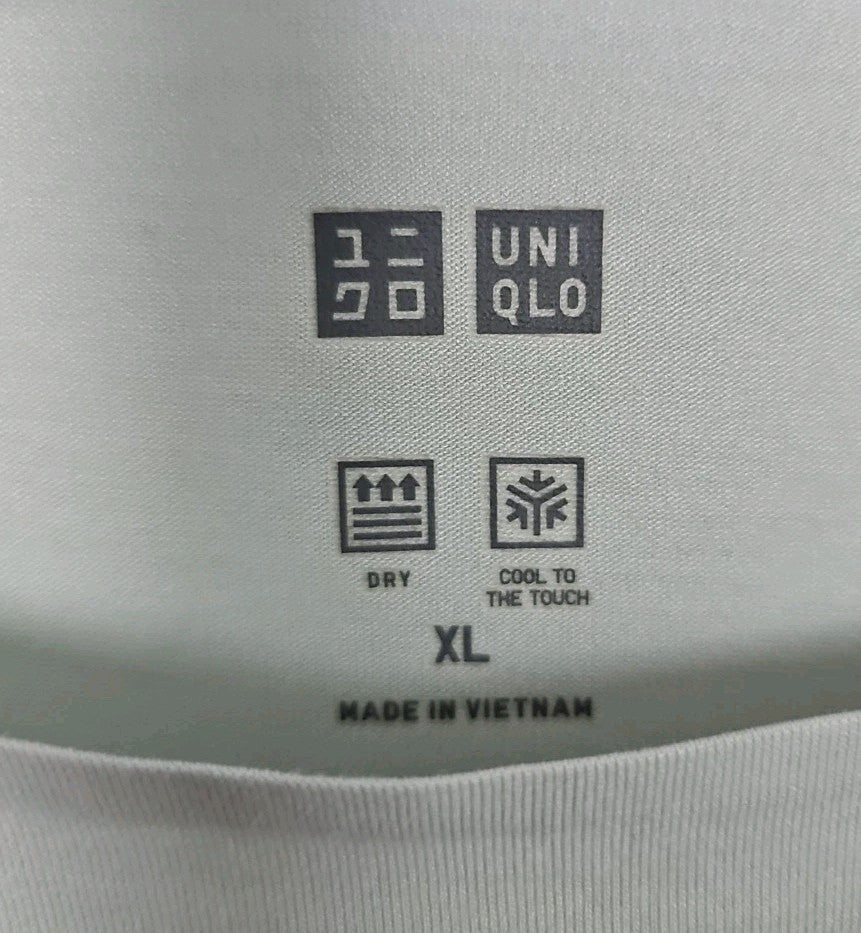 ユニ
クロ
UNI
QLO
DRY
COOL TO
THE TOUCH
XL
MADE IN VIETNAM